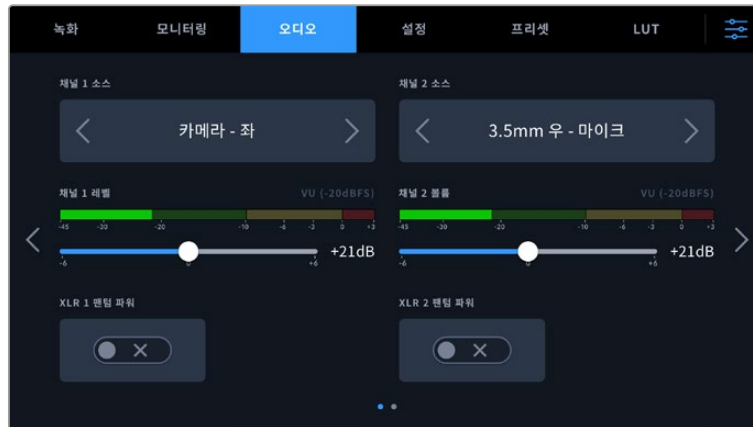 녹화 모니터링 오디오 설정 프리셋 LUT
채널 1 소스 채널 2 소스
카메라 - 좌 3.5mm 우 - 마이크
채널 1 레벨 VU (-20dBFS) 채널 2 볼륨 VU (-20dBFS)
-45 -30 -20 -10 -6 -3 0 +3 -45 -30 -20 -10 -6 -3 0 +3
+21dB +21dB
-6 0 +6 -6 0 +6
XLR 1 팬텀 파워 XLR 2 팬텀 파워